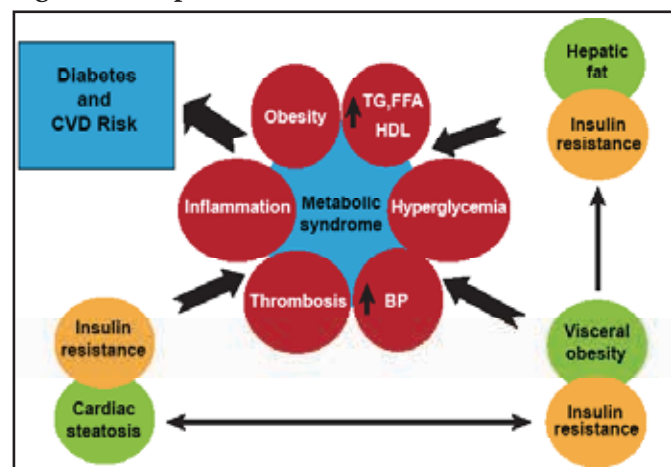 Diabetes
and
CVD Risk
Obesity
TG,FFA
HDL
Hepatic
fat
Insulin
resistance
Inflammation
Metabolic
syndrome
Hyperglycemia
Thrombosis
BP
Insulin
resistance
Cardiac
steatosis
Visceral
obesity
Insulin
resistance